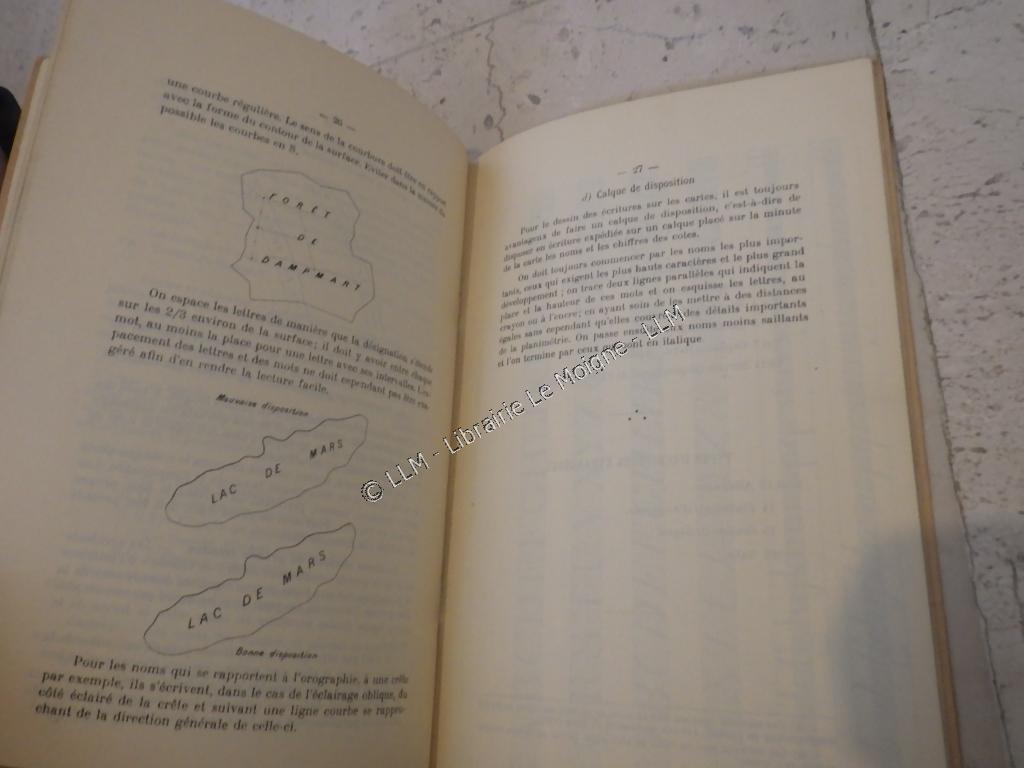 — 26 —
une courbe régulière. Le sens de la courbure doit être en rapport
avec la forme du contour de la surface. Eviter dans la mesure du
possible les courbes en S.
FORÊT
DE
DAMPMART
On espace les lettres de manière que la désignation s'étende
sur les 2/3 environ de la surface; il doit y avoir entre chaque
mot, au moins la place pour une lettre avec ses intervalles. L'es-
pacement des lettres et des mots ne doit cependant pas être exa-
géré afin d'en rendre la lecture facile.
Mauvaise disposition
LAC DE MARS
LAC DE MARS
Bonne disposition
Pour les noms qui se rapportent à l'orographie, à une crête
par exemple, ils s'écrivent, dans le cas de l'éclairage oblique, du
côté éclairé de la crête et suivant une ligne courbe se rappro-
chant de la direction générale de celle-ci.
— 27 —
d) Calque de disposition
Pour le dessin des écritures sur les cartes, il est toujours
avantageux de faire un calque de disposition, c'est-à-dire de
disposer en écriture expédiée sur un calque placé sur la minute
de la carte les noms et les chiffres des cotes.
On doit toujours commencer par les noms les plus impor-
tants, ceux qui exigent les plus hauts caractères et le plus grand
développement; on trace deux lignes parallèles qui indiquent la
place et la hauteur de ces mots et on esquisse les lettres, au
crayon ou à l'encre; en ayant soin de les mettre à des distances
égales sans cependant qu'elles des détails importants
de la planimétrie. On passe ensuite aux noms moins saillants
et l'on termine par ceux qui sont en italique
© LLM - Librairie Le Moigne - LLM